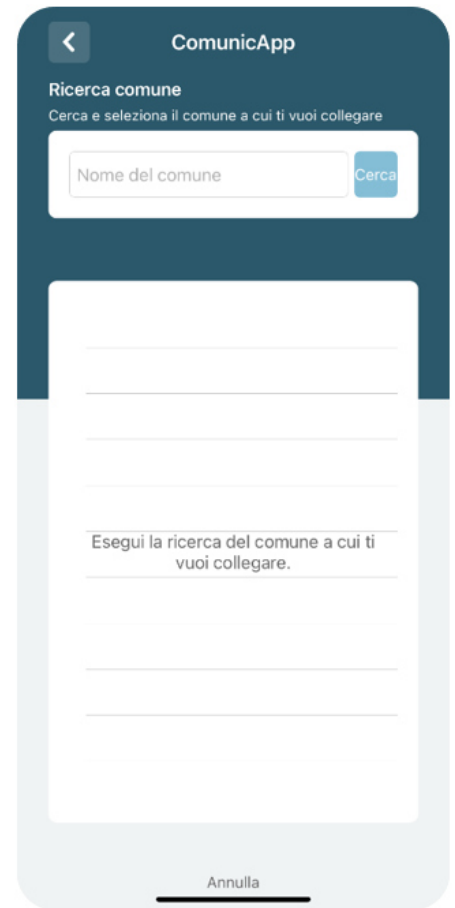 ComunicApp
Ricerca comune
Cerca e seleziona il comune a cui ti vuoi collegare
Nome del comune
Cerca
Esegui la ricerca del comune a cui ti
vuoi collegare.
Annulla